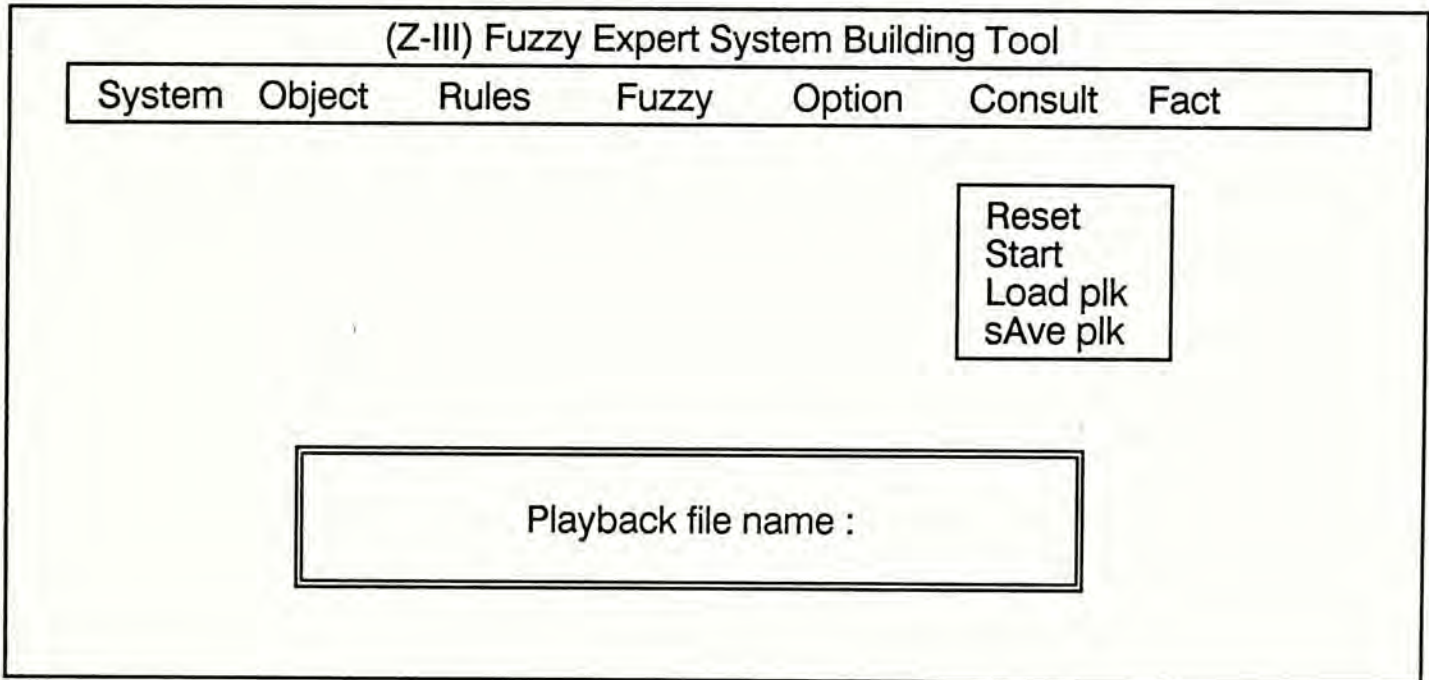 (Z-III) Fuzzy Expert System Building Tool
System Object Rules Fuzzy Option Consult Fact
Reset
Start
Load plk
sAve plk
Playback file name :